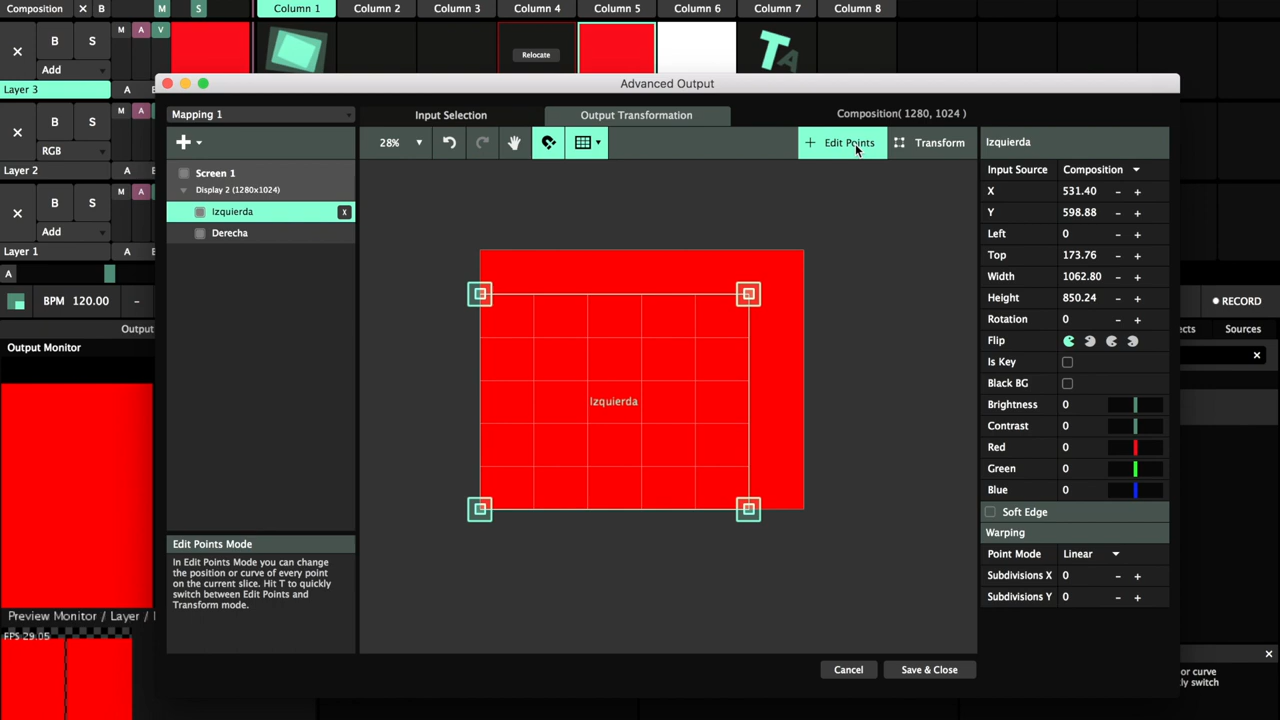 Composition X B M S Column 1 Column 2 Column 3 Column 4 Column 5 Column 6 Column 7 Column 8
X B S M A V
Add
Relocate
TA
Layer 3 A
Advanced Output
X B S M A
RGB
Layer 2 A
X B S M A
Add
Layer 1 A
A
BPM 120.00 -
RECORD
Output
Output Monitor
Sources
Preview Monitor / Layer /
FPS 29.05
Mapping 1
Input Selection Output Transformation Composition( 1280, 1024 )
28% + Edit Points Transform
Screen 1
Display 2 (1280x1024)
Izquierda X
Derecha
Izquierda
Edit Points Mode
In Edit Points Mode you can change
the position or curve of every point
on the current slice. Hit T to quickly
switch between Edit Points and
Transform mode.
Izquierda
Input Source Composition
X 531.40 - +
Y 598.88 - +
Left 0 - +
Top 173.76 - +
Width 1062.80 - +
Height 850.24 - +
Rotation 0 - +
Flip
Is Key
Black BG
Brightness 0
Contrast 0
Red 0
Green 0
Blue 0
Soft Edge
Warping
Point Mode Linear
Subdivisions X 0 - +
Subdivisions Y 0 - +
Cancel Save & Close
or curve
switch